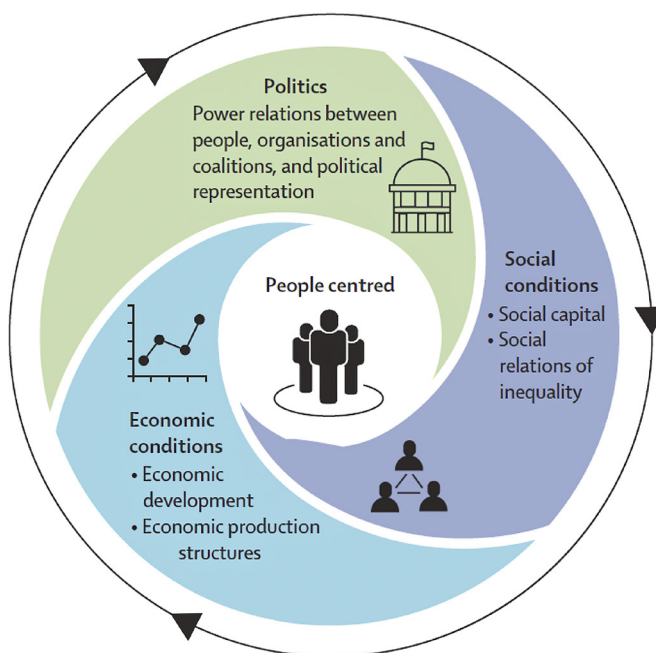 Politics
Power relations between
people, organisations and
coalitions, and political
representation
People centred
Social
conditions
• Social capital
• Social
relations of
inequality
Economic
conditions
• Economic
development
• Economic production
structures